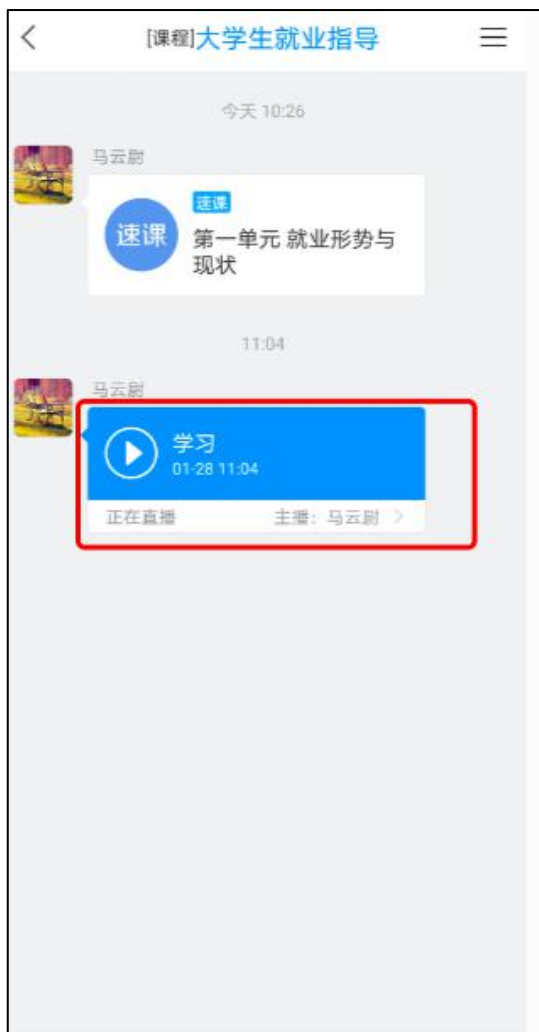 [课程]大学生就业指导
今天 10:26
马云尉
速课
速课
第一单元 就业形势与
现状
11:04
马云尉
学习
01-28 11:04
正在直播 主播：马云尉